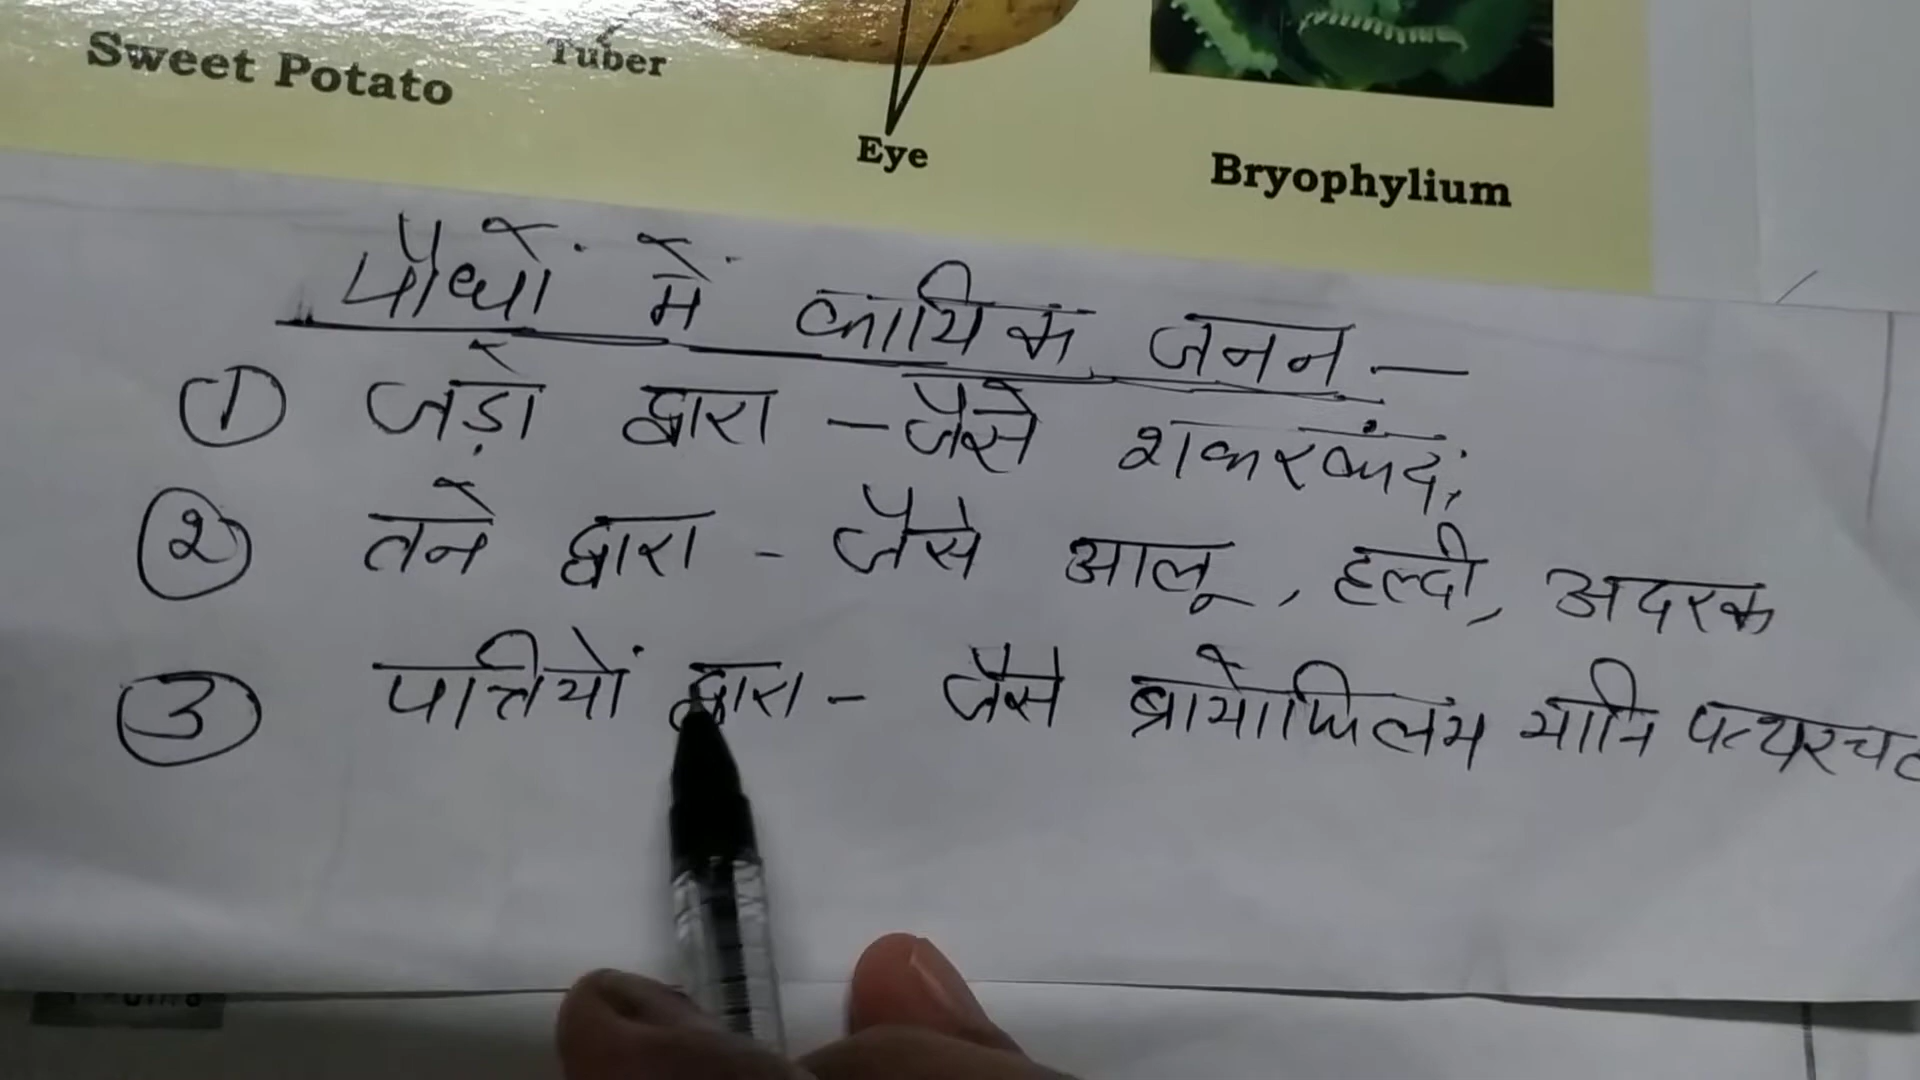 Sweet Potato
Tuber
Eye
Bryophylium
पौधों में कायिक जनन —
① जड़ो द्वारा – जैसे शकरकंद,
② तने द्वारा - जैसे आलू, हल्दी, अदरक
③ पत्तियों द्वारा - जैसे ब्रायोफिलम यानि पत्थरचट